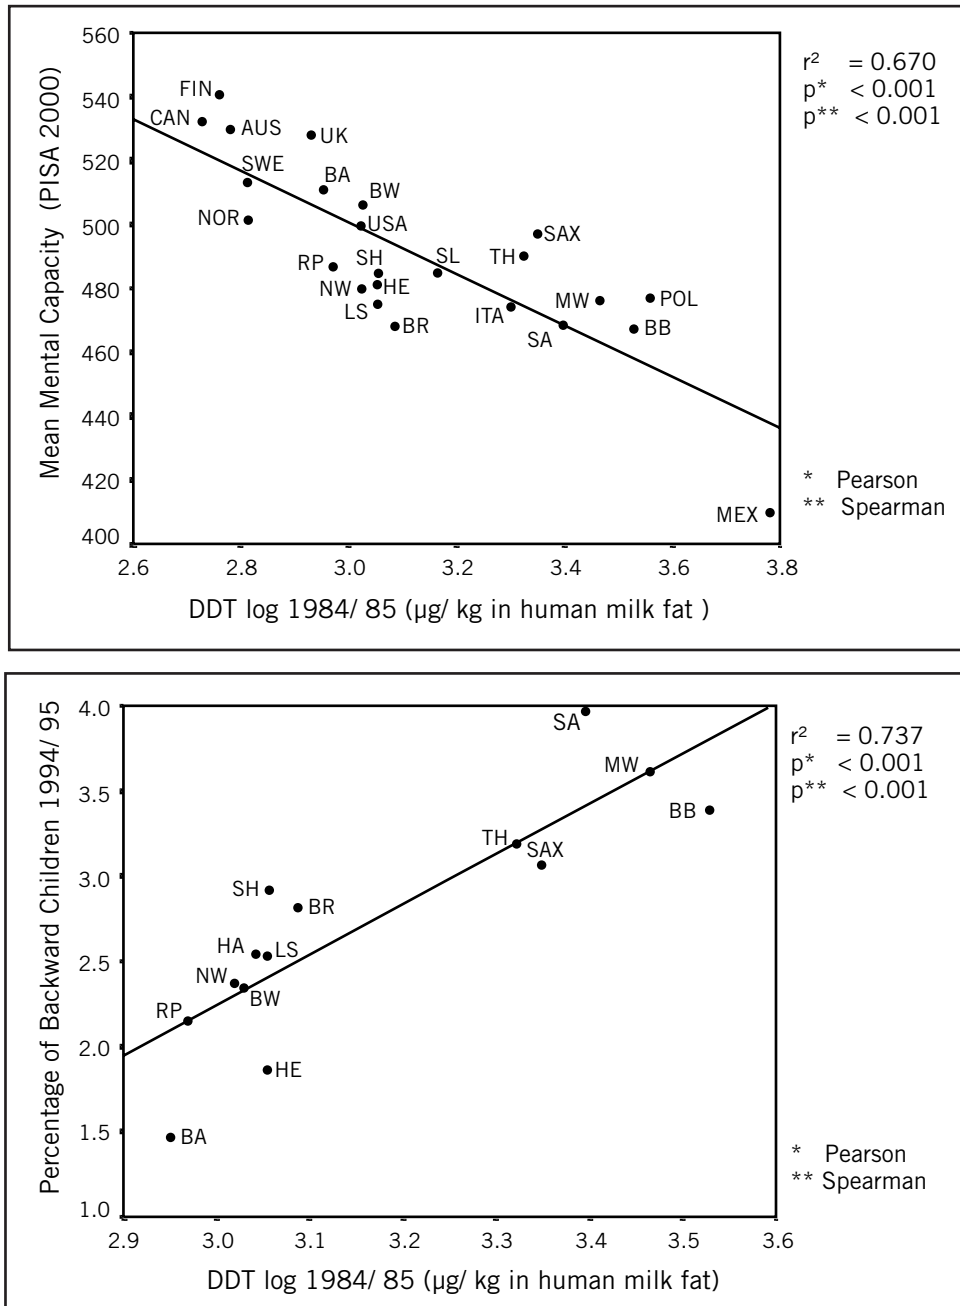 560
540
520
500
480
460
440
420
400
Mean Mental Capacity (PISA 2000)
FIN
CAN
AUS
UK
SWE
BA
BW
NOR
USA
SAX
TH
RP
SH
SL
HE
NW
MW
POL
LS
ITA
BR
SA
BB
MEX
2.6 2.8 3.0 3.2 3.4 3.6 3.8
DDT log 1984/ 85 (µg/ kg in human milk fat )
r² = 0.670
p* < 0.001
p** < 0.001
* Pearson
** Spearman
4.0
3.5
3.0
2.5
2.0
1.5
1.0
Percentage of Backward Children 1994/ 95
SA
MW
BB
TH
SAX
SH
BR
HA
LS
NW
BW
RP
HE
BA
2.9 3.0 3.1 3.2 3.3 3.4 3.5 3.6
DDT log 1984/ 85 (µg/ kg in human milk fat)
r² = 0.737
p* < 0.001
p** < 0.001
* Pearson
** Spearman